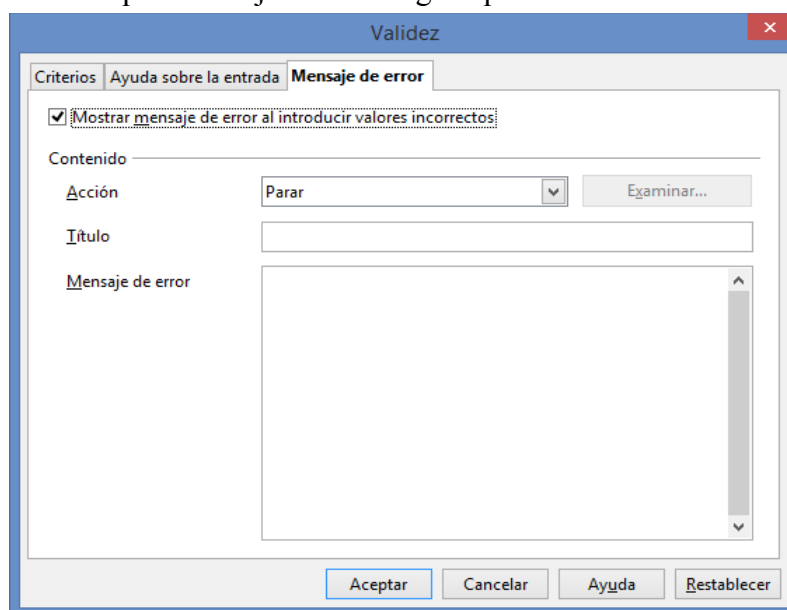 Validez
Criterios Ayuda sobre la entrada Mensaje de error
Mostrar mensaje de error al introducir valores incorrectos
Contenido
Acción Parar Examinar...
Título
Mensaje de error
Aceptar Cancelar Ayuda Restablecer